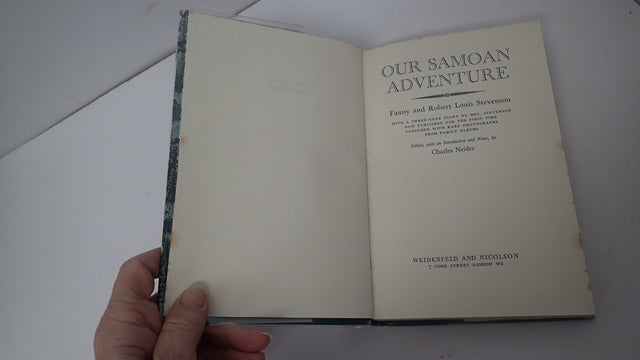 OUR SAMOAN
ADVENTURE
Fanny and Robert Louis Stevenson
WITH A THREE-YEAR DIARY BY MRS. STEVENSON
NOW PUBLISHED FOR THE FIRST TIME
TOGETHER WITH RARE PHOTOGRAPHS
FROM FAMILY ALBUMS
Edited, with an Introduction and Notes, by
Charles Neider
WEIDENFELD AND NICOLSON
7 CORK STREET LONDON W1